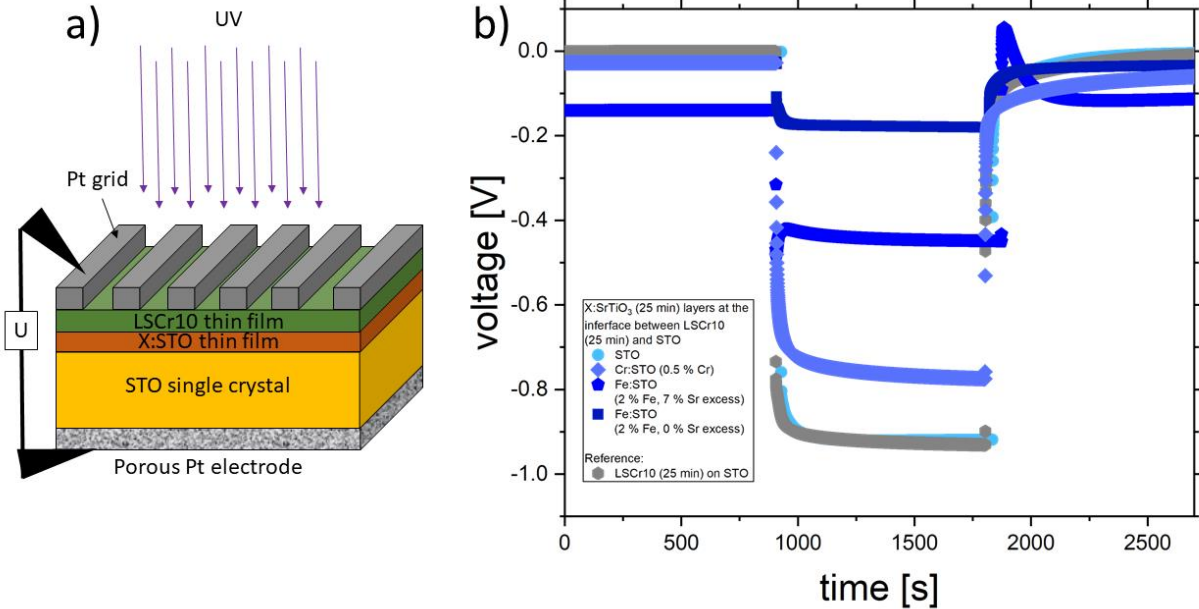 a)
UV
Pt grid
U
LSCr10 thin film
X:STO thin film
STO single crystal
Porous Pt electrode
b)
voltage [V]
0.0
-0.2
-0.4
-0.6
-0.8
-1.0
X:SrTiO3 (25 min) layers at the
inferface between LSCr10
(25 min) and STO
STO
Cr:STO (0.5 % Cr)
Fe:STO
(2 % Fe, 7 % Sr excess)
Fe:STO
(2 % Fe, 0 % Sr excess)
Reference:
LSCr10 (25 min) on STO
0 500 1000 1500 2000 2500
time [s]